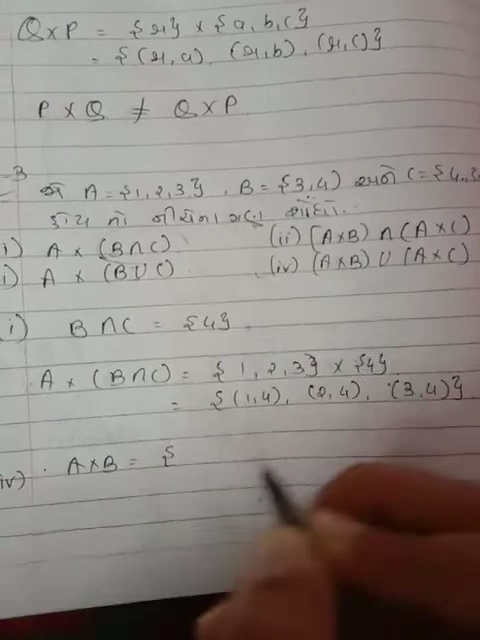 Q×P = {ર} × {a, b, c}
= {(ર, a), (ર, b), (ર, c)}
P × Q ≠ Q × P
3
જો A = {1, 2, 3}, B = {3, 4) અને C = {4,
હોય તો નીચેના ગણ શોધો.
i) A × (B∩C) (ii) (A×B) ∩ (A×C)
i) A × (B∪C) (iv) (A×B) ∪ (A×C)
i) B∩C = {4}
A × (B∩C) = {1, 2, 3} × {4}
= {(1,4), (2,4), (3,4)}
iv) A×B = {